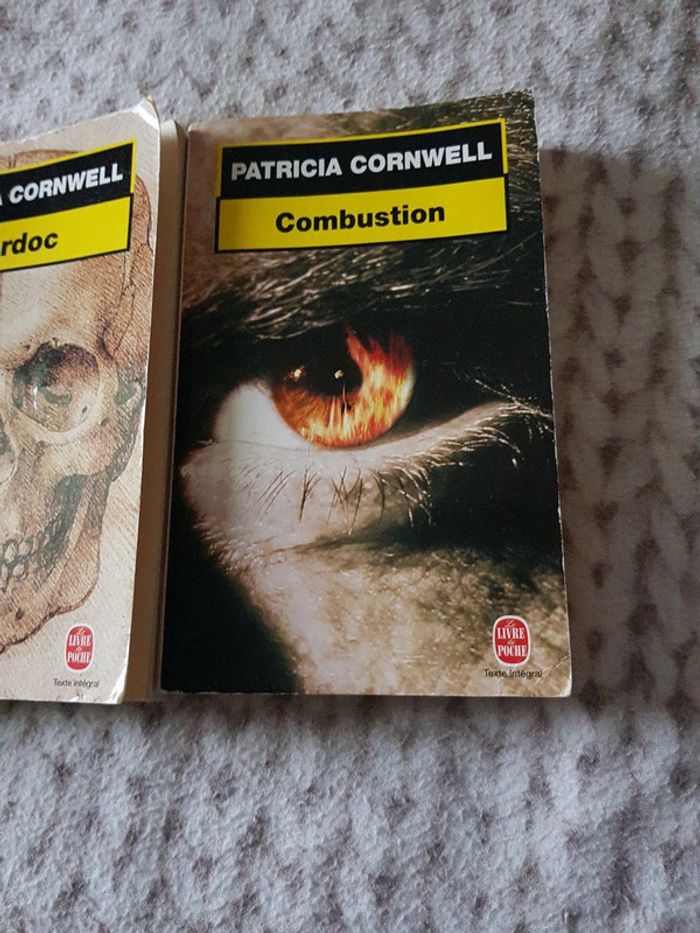 CORNWELL
rdoc
Le
LIVRE
de
POCHE
Texte intégral
PATRICIA CORNWELL
Combustion
Le
LIVRE
de
POCHE
Texte intégral